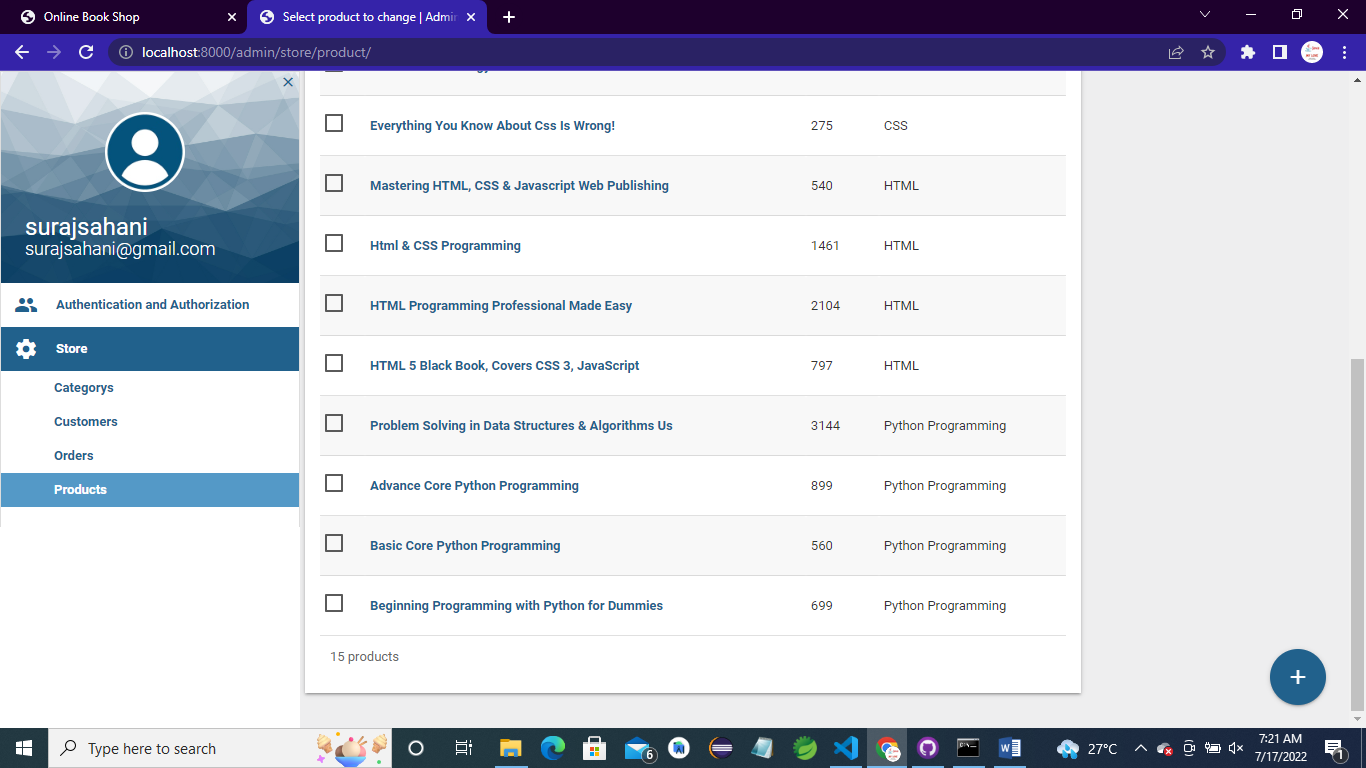 Online Book Shop
Select product to change | Admin
localhost:8000/admin/store/product/
surajsahani
surajsahani@gmail.com
Authentication and Authorization
Store
Categorys
Customers
Orders
Products
Everything You Know About Css Is Wrong! 275 CSS
Mastering HTML, CSS & Javascript Web Publishing 540 HTML
Html & CSS Programming 1461 HTML
HTML Programming Professional Made Easy 2104 HTML
HTML 5 Black Book, Covers CSS 3, JavaScript 797 HTML
Problem Solving in Data Structures & Algorithms Us 3144 Python Programming
Advance Core Python Programming 899 Python Programming
Basic Core Python Programming 560 Python Programming
Beginning Programming with Python for Dummies 699 Python Programming
15 products
Type here to search
6
27°C
7:21 AM
7/17/2022
1